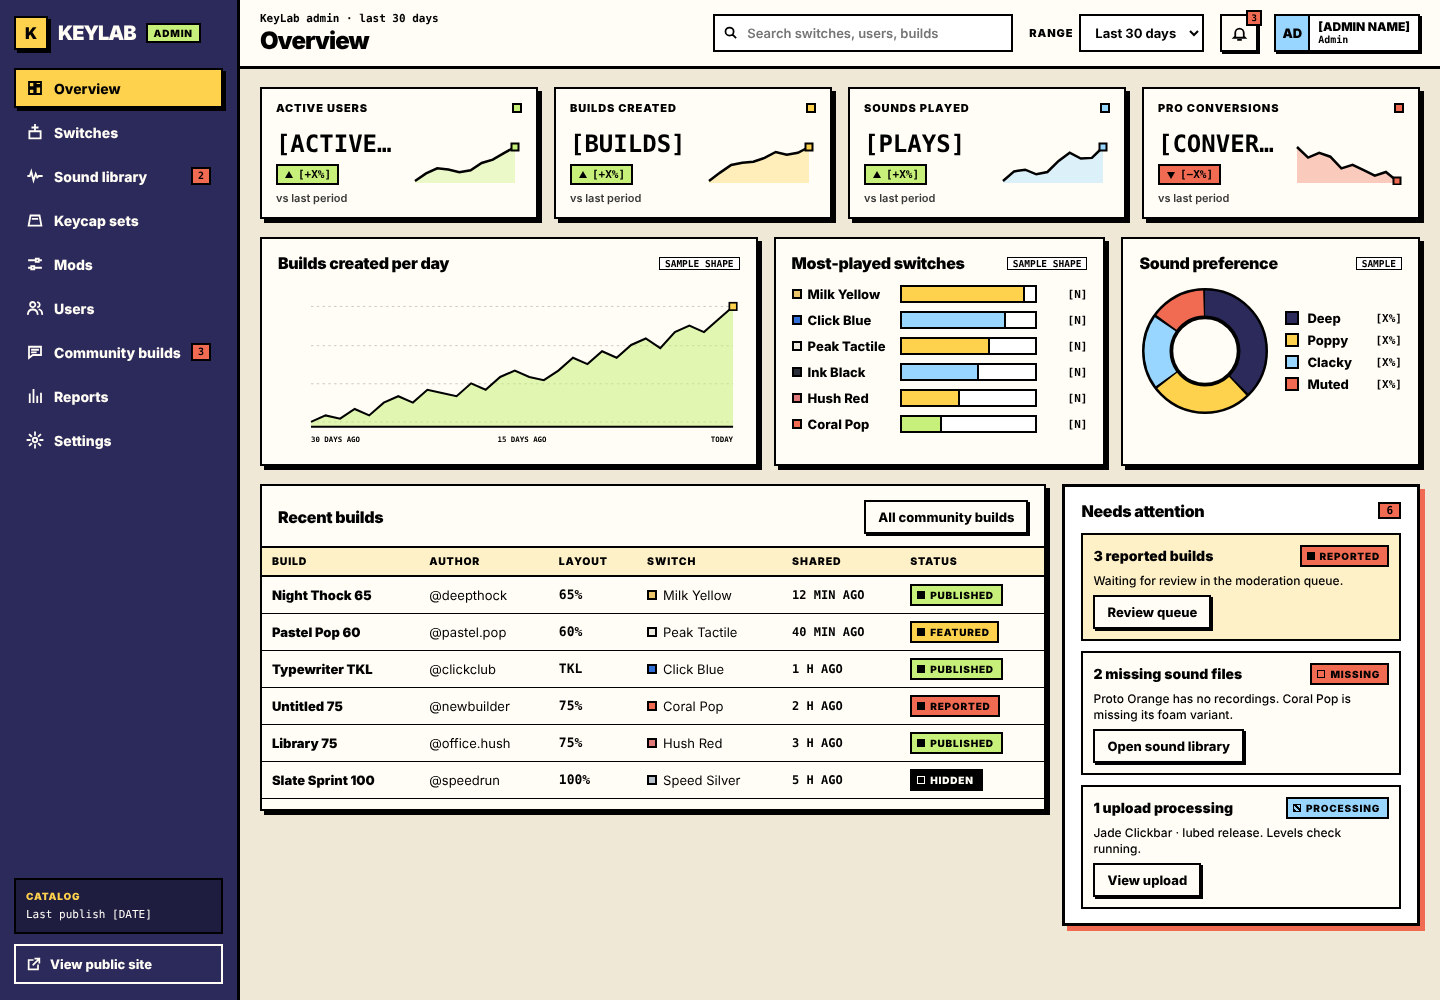 K KEYLAB ADMIN
Overview
Switches
Sound library 2
Keycap sets
Mods
Users
Community builds 3
Reports
Settings
CATALOG
Last publish [DATE]
View public site
KeyLab admin · last 30 days
Overview
Search switches, users, builds
RANGE Last 30 days
3
AD [ADMIN NAME]
Admin
ACTIVE USERS
[ACTIVE…
▲ [+X%]
vs last period
BUILDS CREATED
[BUILDS]
▲ [+X%]
vs last period
SOUNDS PLAYED
[PLAYS]
▲ [+X%]
vs last period
PRO CONVERSIONS
[CONVER…
▼ [−X%]
vs last period
Builds created per day SAMPLE SHAPE
30 DAYS AGO 15 DAYS AGO TODAY
Most-played switches SAMPLE SHAPE
Milk Yellow [N]
Click Blue [N]
Peak Tactile [N]
Ink Black [N]
Hush Red [N]
Coral Pop [N]
Sound preference SAMPLE
Deep [X%]
Poppy [X%]
Clacky [X%]
Muted [X%]
Recent builds All community builds
BUILD AUTHOR LAYOUT SWITCH SHARED STATUS
Night Thock 65 @deepthock 65% Milk Yellow 12 MIN AGO PUBLISHED
Pastel Pop 60 @pastel.pop 60% Peak Tactile 40 MIN AGO FEATURED
Typewriter TKL @clickclub TKL Click Blue 1 H AGO PUBLISHED
Untitled 75 @newbuilder 75% Coral Pop 2 H AGO REPORTED
Library 75 @office.hush 75% Hush Red 3 H AGO PUBLISHED
Slate Sprint 100 @speedrun 100% Speed Silver 5 H AGO HIDDEN
Needs attention 6
3 reported builds REPORTED
Waiting for review in the moderation queue.
Review queue
2 missing sound files MISSING
Proto Orange has no recordings. Coral Pop is
missing its foam variant.
Open sound library
1 upload processing PROCESSING
Jade Clickbar · lubed release. Levels check
running.
View upload